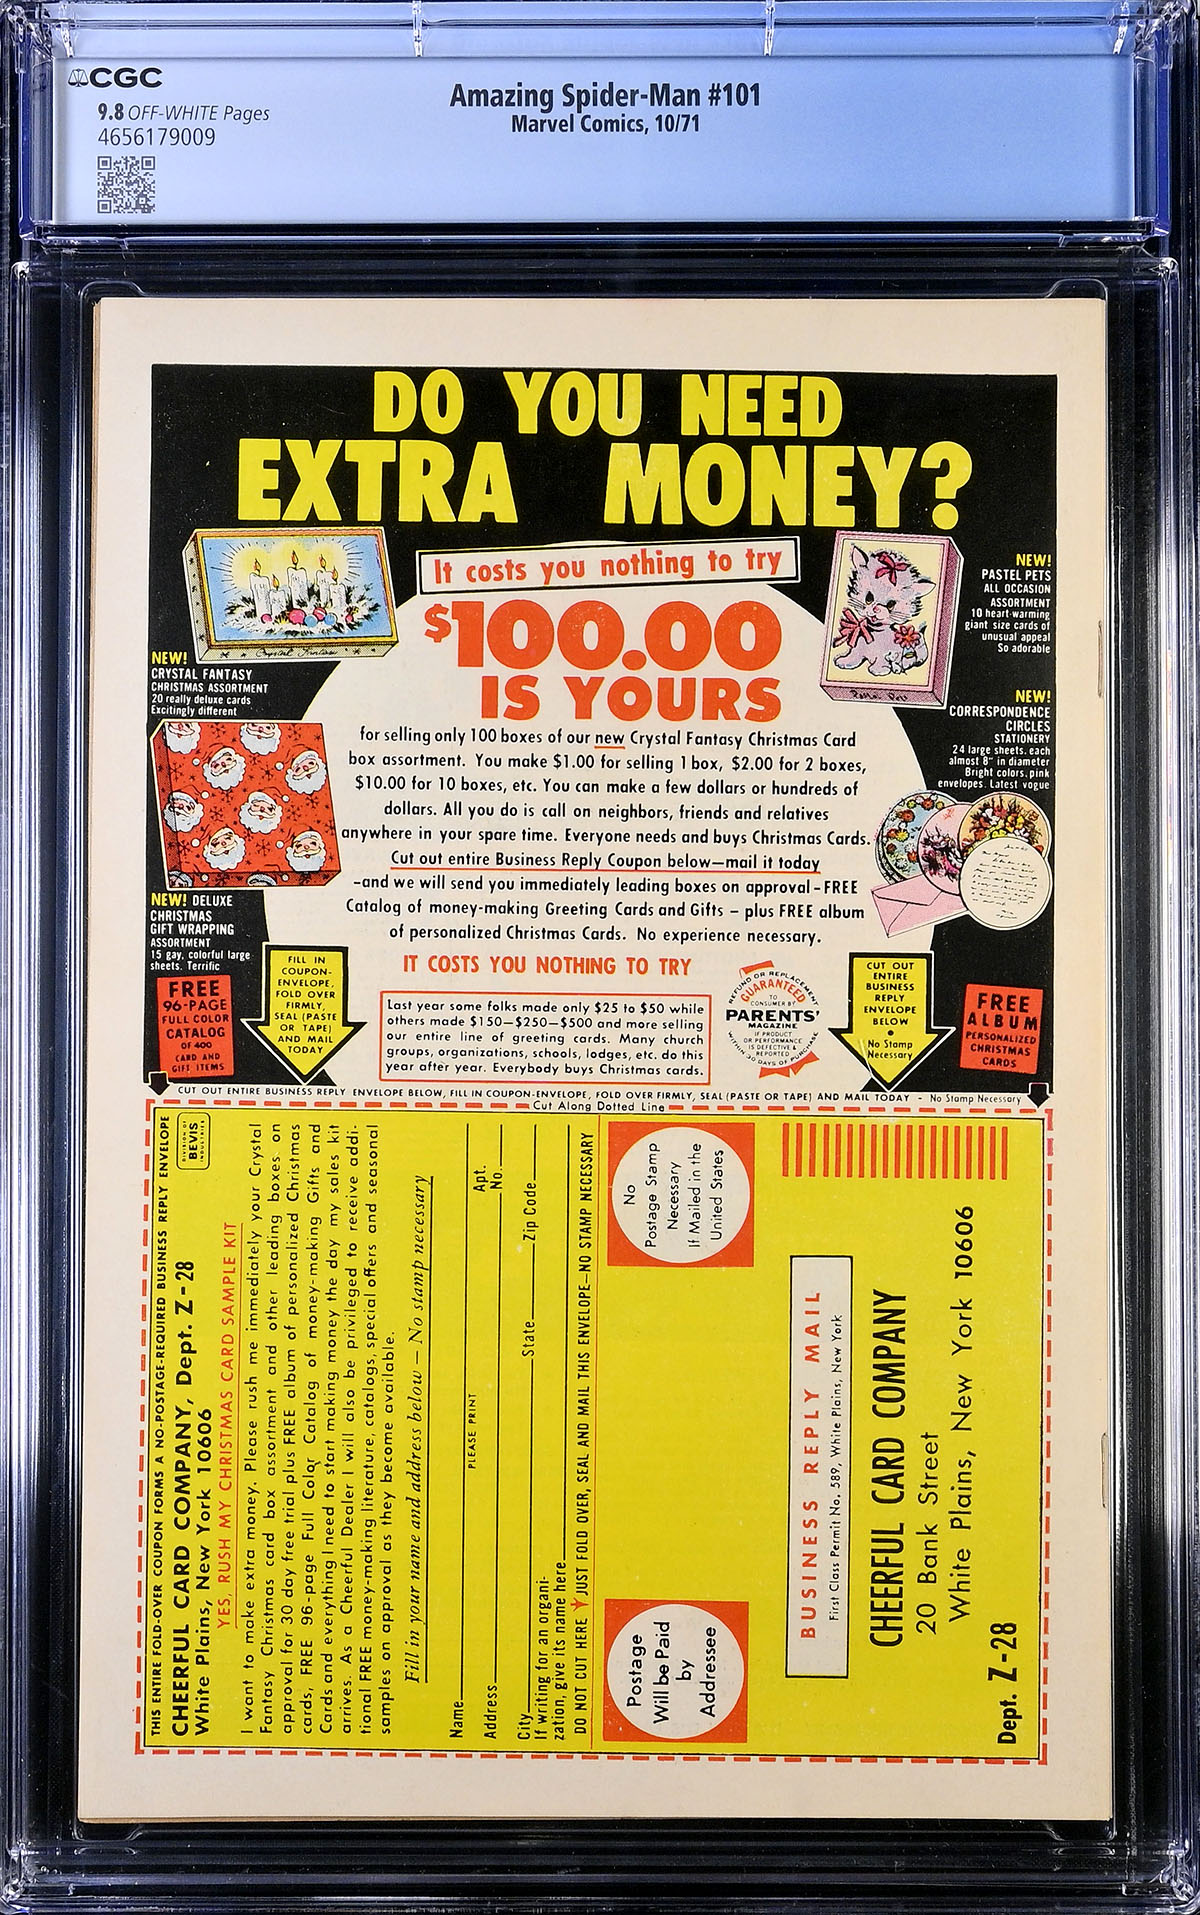 CGC
9.8 OFF-WHITE Pages
4656179009
Amazing Spider-Man #101
Marvel Comics, 10/71
DO YOU NEED
EXTRA MONEY?
It costs you nothing to try
$100.00
IS YOURS
Crystal Fantasy
NEW!
CRYSTAL FANTASY
CHRISTMAS ASSORTMENT
20 really deluxe cards
Excitingly different
Pastel Pets
NEW!
PASTEL PETS
ALL OCCASION
ASSORTMENT
10 heart-warming
giant size cards of
unusual appeal
So adorable
NEW!
CORRESPONDENCE
CIRCLES
STATIONERY
24 large sheets, each
almost 8" in diameter
Bright colors, pink
envelopes. Latest vogue
for selling only 100 boxes of our new Crystal Fantasy Christmas Card
box assortment. You make $1.00 for selling 1 box, $2.00 for 2 boxes,
$10.00 for 10 boxes, etc. You can make a few dollars or hundreds of
dollars. All you do is call on neighbors, friends and relatives
anywhere in your spare time. Everyone needs and buys Christmas Cards.
Cut out entire Business Reply Coupon below—mail it today
–and we will send you immediately leading boxes on approval – FREE
Catalog of money-making Greeting Cards and Gifts – plus FREE album
of personalized Christmas Cards. No experience necessary.
NEW! DELUXE
CHRISTMAS
GIFT WRAPPING
ASSORTMENT
15 gay, colorful large
sheets. Terrific
IT COSTS YOU NOTHING TO TRY
FREE
96-PAGE
FULL COLOR
CATALOG
OF 400
CARD AND
GIFT ITEMS
FILL IN
COUPON-
ENVELOPE,
FOLD OVER
FIRMLY,
SEAL (PASTE
OR TAPE)
AND MAIL
TODAY
Last year some folks made only $25 to $50 while
others made $150—$250—$500 and more selling
our entire line of greeting cards. Many church
groups, organizations, schools, lodges, etc. do this
year after year. Everybody buys Christmas cards.
REFUND OR REPLACEMENT
GUARANTEED
TO
CONSUMER BY
PARENTS'
MAGAZINE
IF PRODUCT
OR PERFORMANCE
IS DEFECTIVE &
REPORTED
WITHIN 30 DAYS OF PURCHASE
CUT OUT
ENTIRE
BUSINESS
REPLY
ENVELOPE
BELOW
•
No Stamp
Necessary
FREE
ALBUM
PERSONALIZED
CHRISTMAS
CARDS
CUT OUT ENTIRE BUSINESS REPLY ENVELOPE BELOW, FILL IN COUPON-ENVELOPE, FOLD OVER FIRMLY, SEAL (PASTE OR TAPE) AND MAIL TODAY - No Stamp Necessary
Cut Along Dotted Line
THIS ENTIRE FOLD-OVER COUPON FORMS A NO-POSTAGE-REQUIRED BUSINESS REPLY ENVELOPE
CHEERFUL CARD COMPANY, Dept. Z-28
White Plains, New York 10606
DIVISION OF
BEVIS
INDUSTRIES
YES, RUSH MY CHRISTMAS CARD SAMPLE KIT
I want to make extra money. Please rush me immediately your Crystal
Fantasy Christmas card box assortment and other leading boxes on
approval for 30 day free trial plus FREE album of personalized Christmas
cards, FREE 96-page Full Color Catalog of money-making Gifts and
Cards and everything I need to start making money the day my sales kit
arrives. As a Cheerful Dealer I will also be privileged to receive addi-
tional FREE money-making literature, catalogs, special offers and seasonal
samples on approval as they become available.
Fill in your name and address below — No stamp necessary
Name
PLEASE PRINT
Address
Apt.
No.
City
State
Zip Code
If writing for an organi-
zation, give its name here
DO NOT CUT HERE JUST FOLD OVER, SEAL AND MAIL THIS ENVELOPE—NO STAMP NECESSARY
Postage
Will be Paid
by
Addressee
No
Postage Stamp
Necessary
If Mailed in the
United States
BUSINESS REPLY MAIL
First Class Permit No. 589, White Plains, New York
CHEERFUL CARD COMPANY
20 Bank Street
White Plains, New York 10606
Dept. Z-28